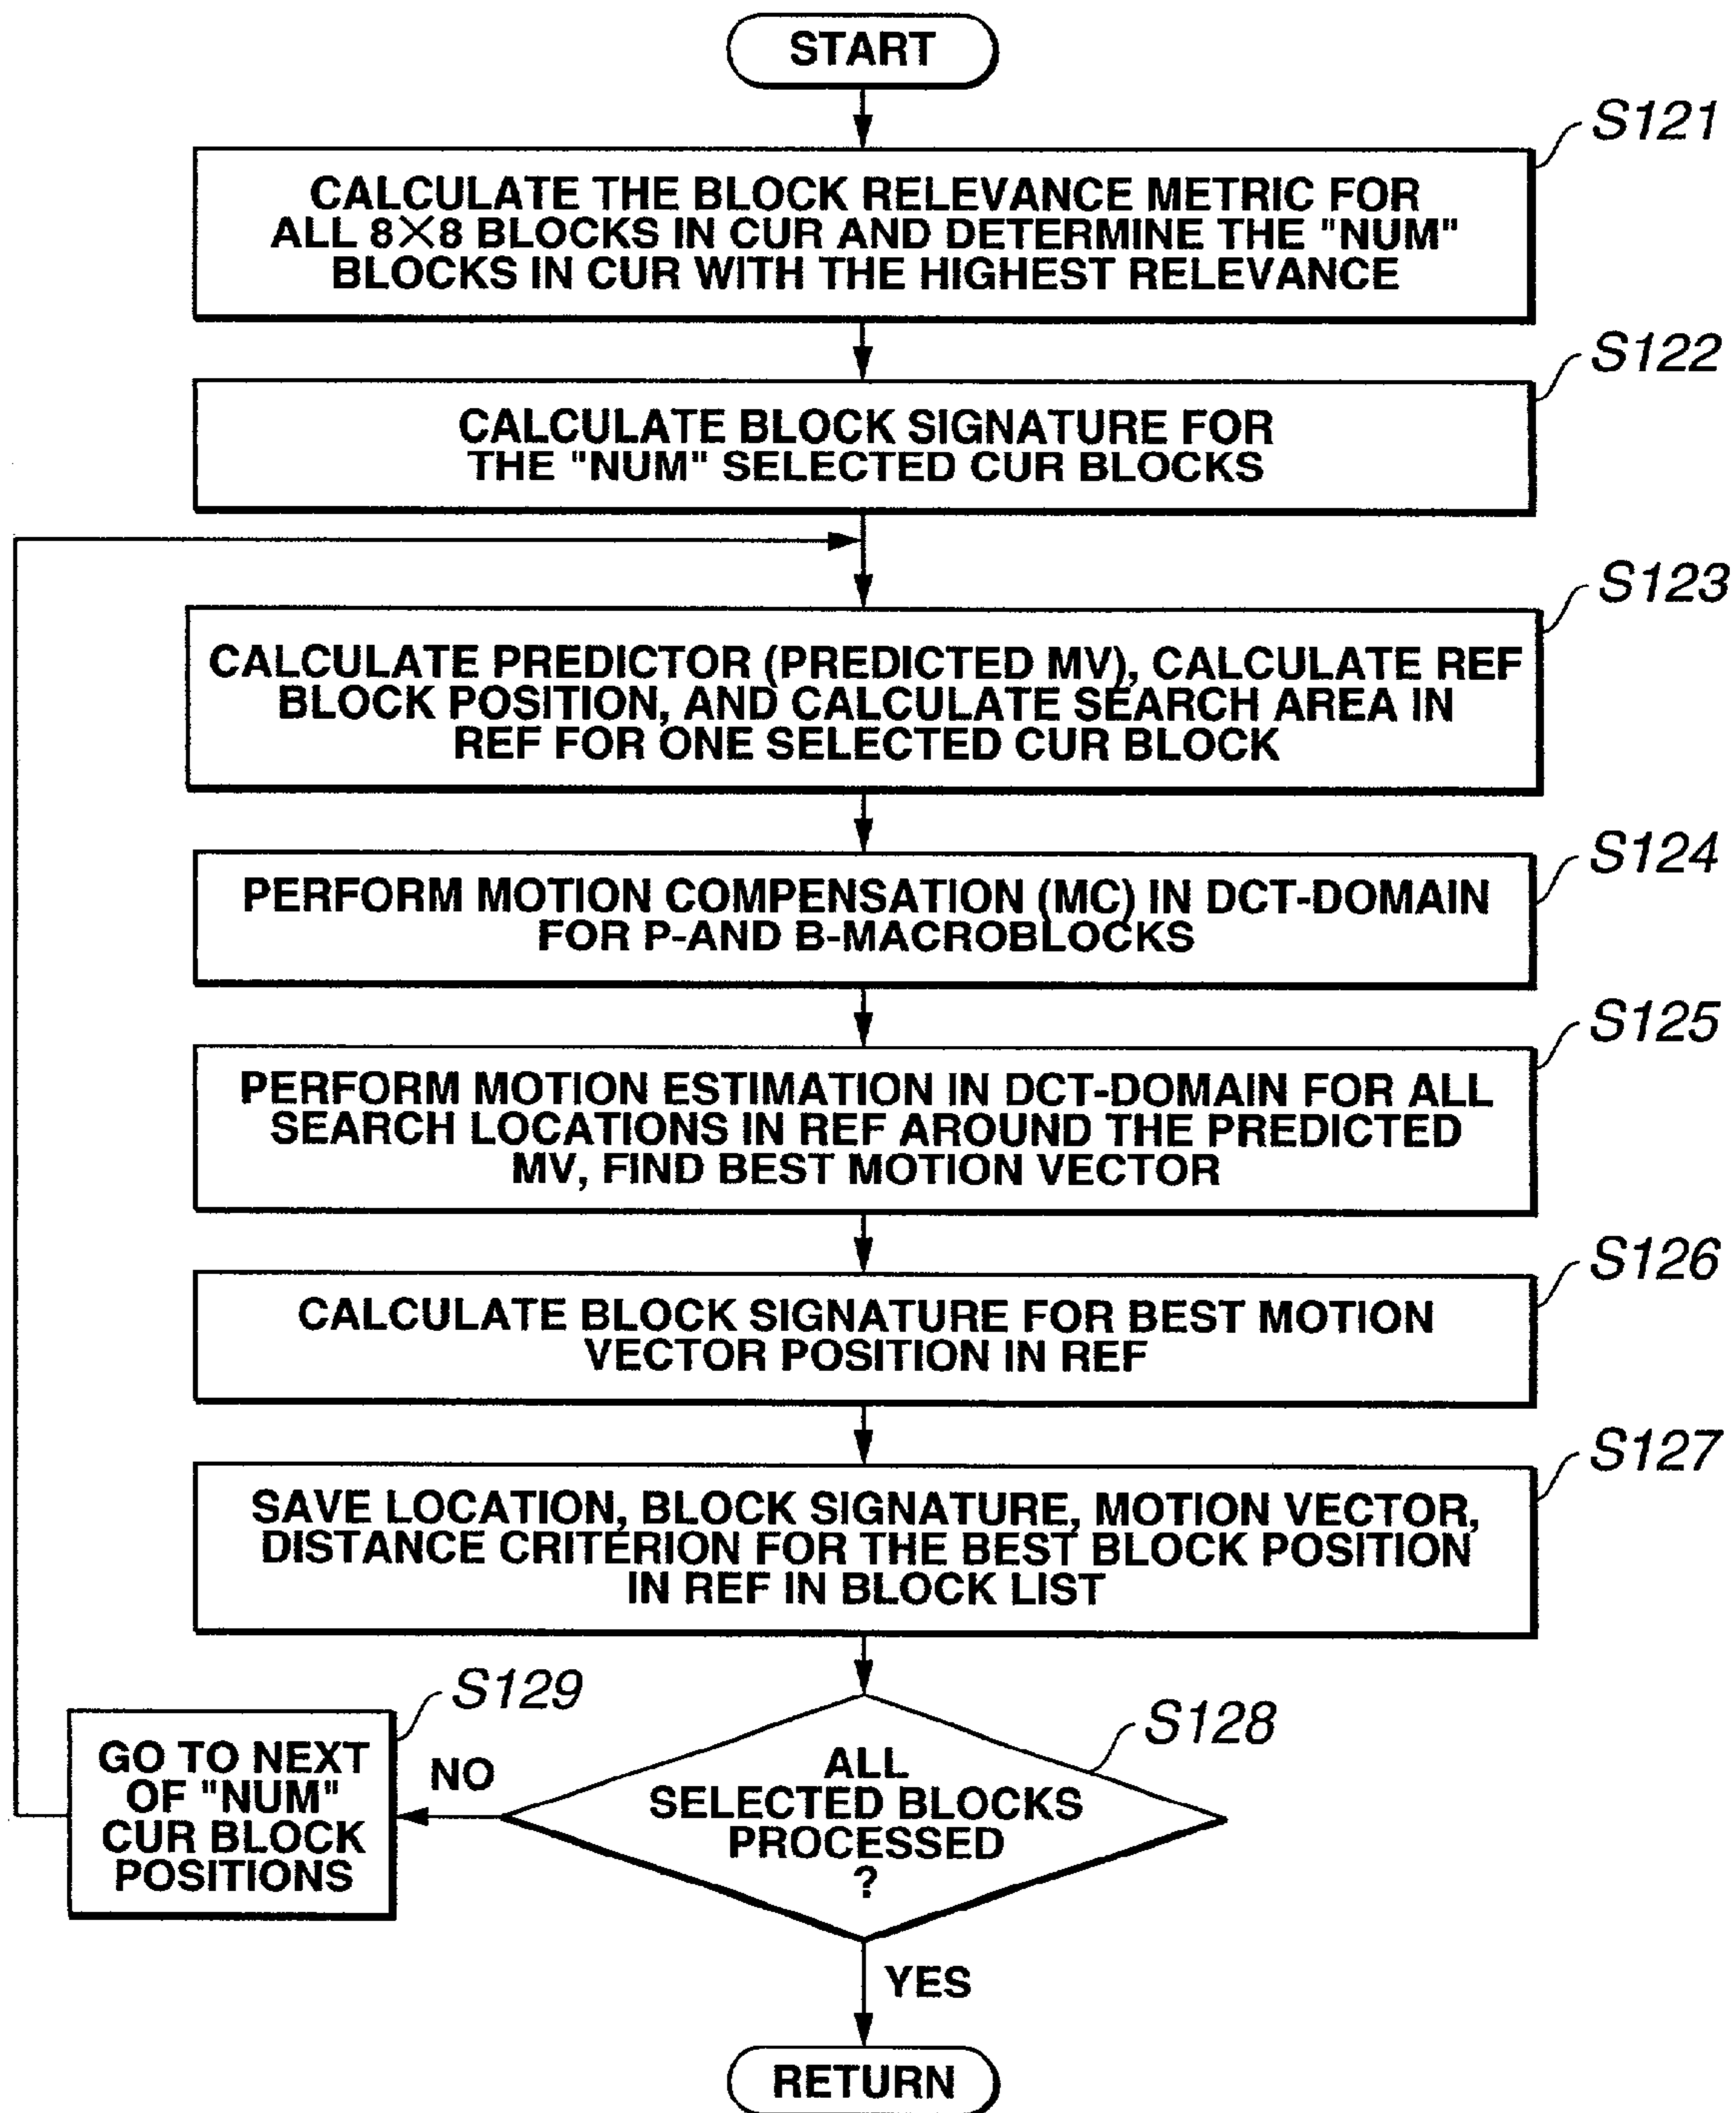 START
S121
CALCULATE THE BLOCK RELEVANCE METRIC FOR
ALL 8×8 BLOCKS IN CUR AND DETERMINE THE "NUM"
BLOCKS IN CUR WITH THE HIGHEST RELEVANCE
S122
CALCULATE BLOCK SIGNATURE FOR
THE "NUM" SELECTED CUR BLOCKS
S123
CALCULATE PREDICTOR (PREDICTED MV), CALCULATE REF
BLOCK POSITION, AND CALCULATE SEARCH AREA IN
REF FOR ONE SELECTED CUR BLOCK
S124
PERFORM MOTION COMPENSATION (MC) IN DCT-DOMAIN
FOR P-AND B-MACROBLOCKS
S125
PERFORM MOTION ESTIMATION IN DCT-DOMAIN FOR ALL
SEARCH LOCATIONS IN REF AROUND THE PREDICTED
MV, FIND BEST MOTION VECTOR
S126
CALCULATE BLOCK SIGNATURE FOR BEST MOTION
VECTOR POSITION IN REF
S127
SAVE LOCATION, BLOCK SIGNATURE, MOTION VECTOR,
DISTANCE CRITERION FOR THE BEST BLOCK POSITION
IN REF IN BLOCK LIST
S128
ALL
SELECTED BLOCKS
PROCESSED
?
NO
S129
GO TO NEXT
OF "NUM"
CUR BLOCK
POSITIONS
YES
RETURN